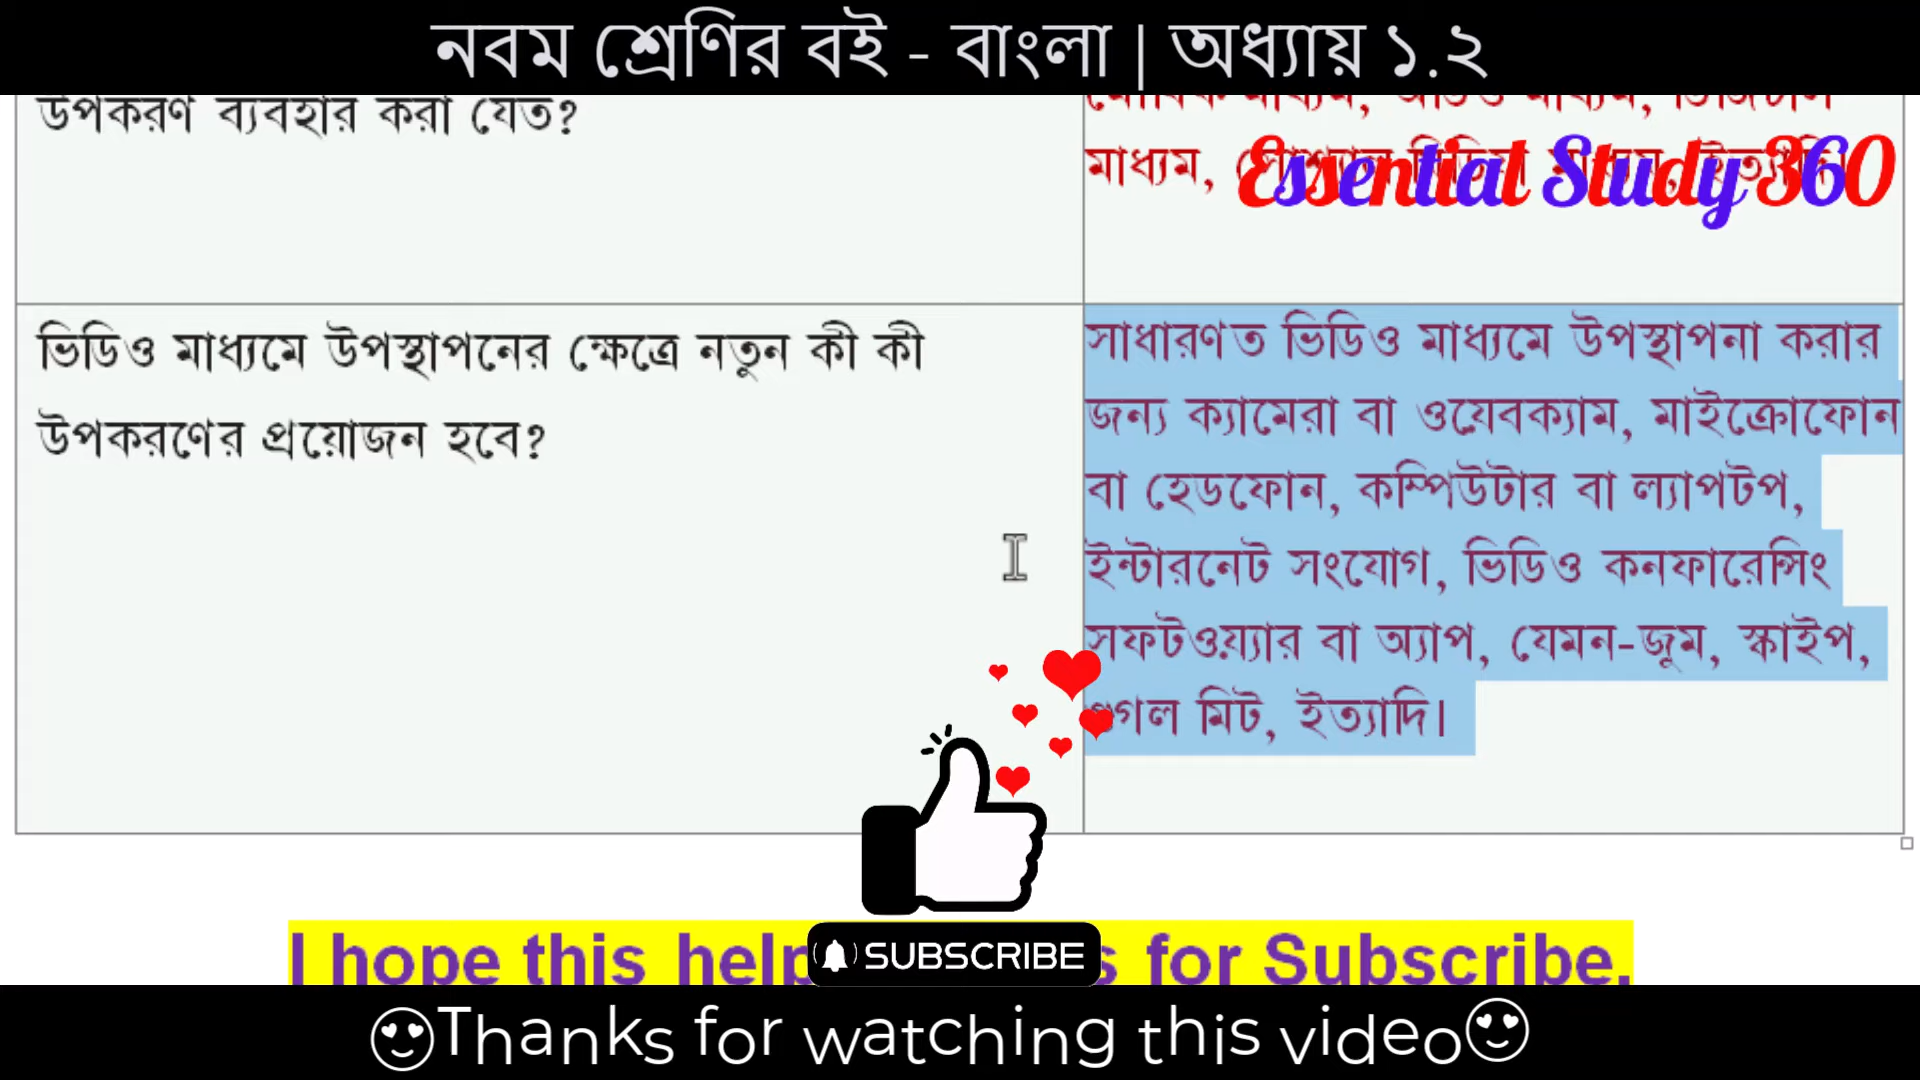 নবম শ্রেণির বই - বাংলা | অধ্যায় ১.২
উপকরণ ব্যবহার করা যেত?
মাধ্যম,
Essential Study 360
ভিডিও মাধ্যমে উপস্থাপনের ক্ষেত্রে নতুন কী কী
উপকরণের প্রয়োজন হবে?
সাধারণত ভিডিও মাধ্যমে উপস্থাপনা করার
জন্য ক্যামেরা বা ওয়েবক্যাম, মাইক্রোফোন
বা হেডফোন, কম্পিউটার বা ল্যাপটপ,
ইন্টারনেট সংযোগ, ভিডিও কনফারেন্সিং
সফটওয়্যার বা অ্যাপ, যেমন-জুম, স্কাইপ,
গুগল মিট, ইত্যাদি।
I hope this help for Subscribe.
SUBSCRIBE
Thanks for watching this video